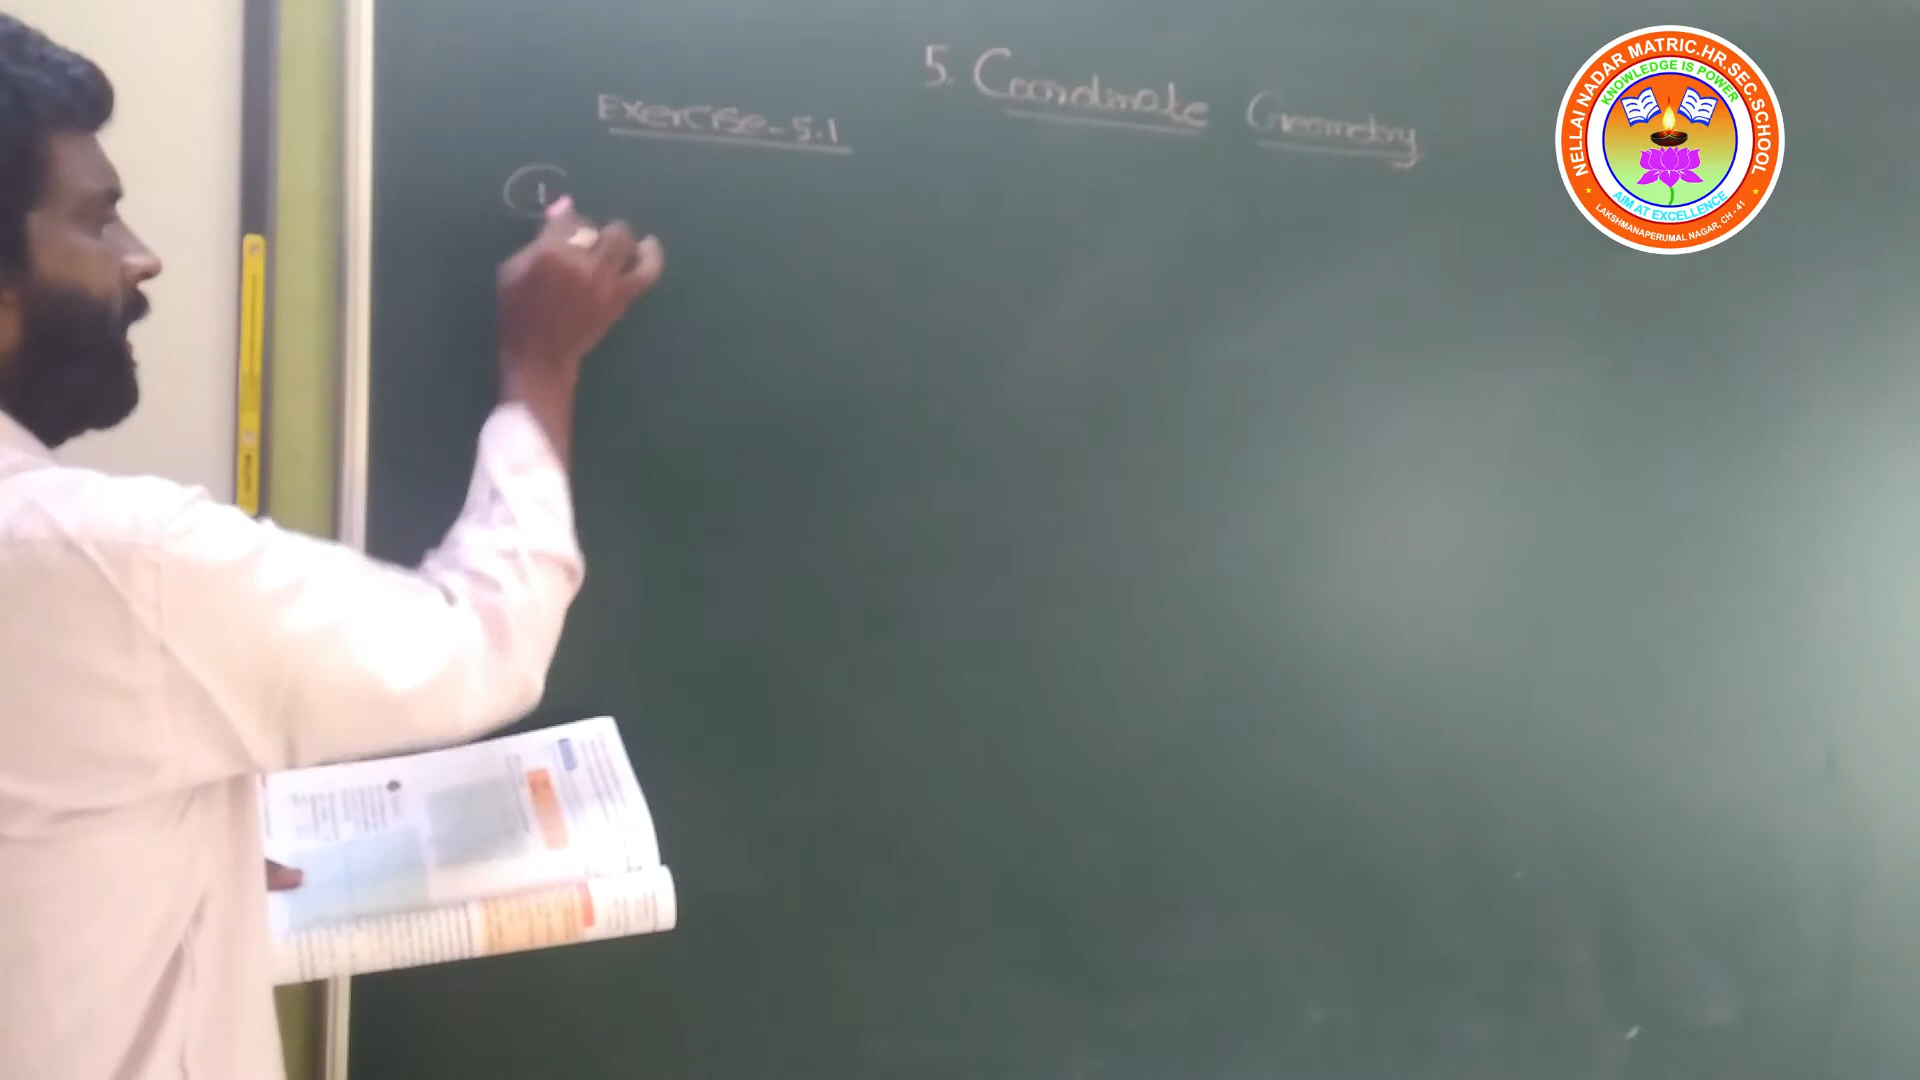 5. Coordinate Geometry
Exercise - 5.1
1
NELLAI NADAR MATRIC.HR.SEC.SCHOOL
KNOWLEDGE IS POWER
AIM AT EXCELLENCE
LAKSHMANAPERUMAL NAGAR, CH - 41